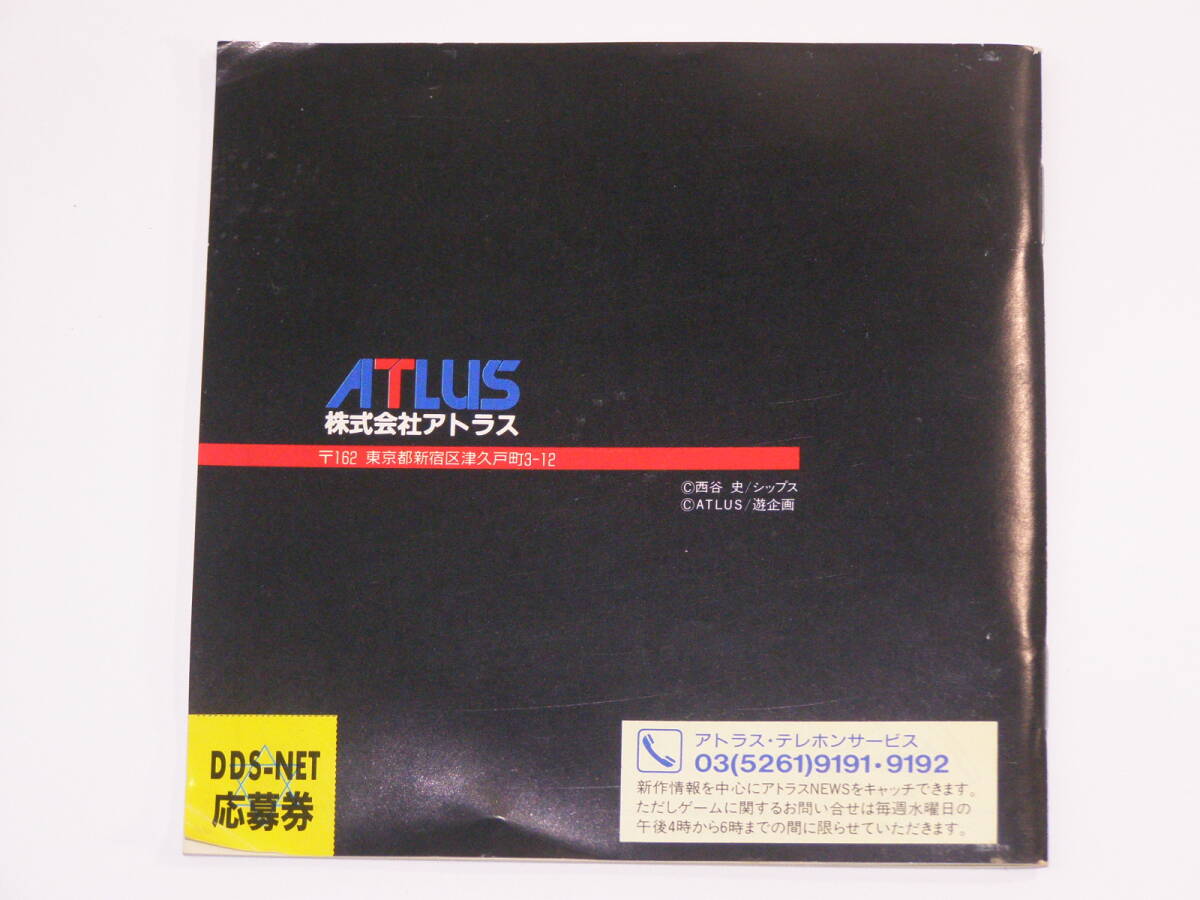 ATLUS
株式会社アトラス
〒162 東京都新宿区津久戸町3-12
©西谷 史/シップス
©ATLUS/遊企画
DDS-NET
応募券
アトラス・テレホンサービス
03(5261)9191・9192
新作情報を中心にアトラスNEWSをキャッチできます。
ただしゲームに関するお問い合せは毎週水曜日の
午後4時から6時までの間に限らせていただきます。